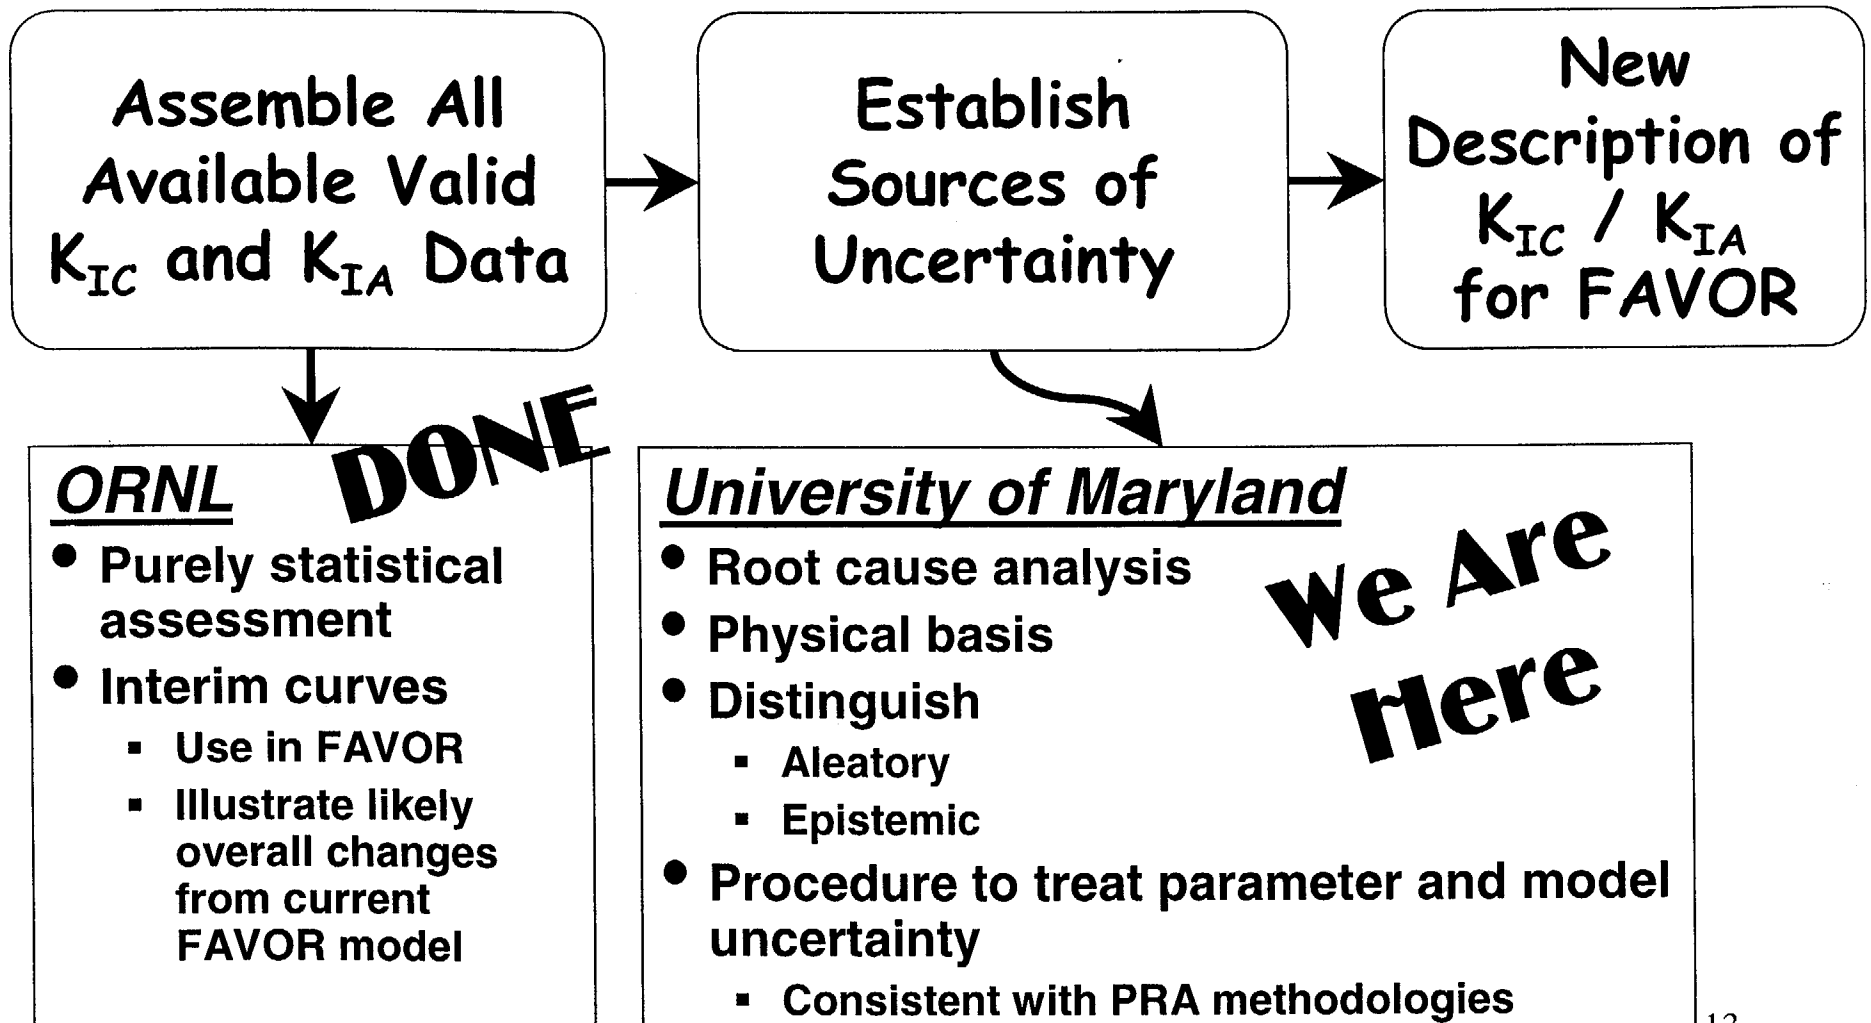 Assemble All
Available Valid
K_IC and K_IA Data
Establish
Sources of
Uncertainty
New
Description of
K_IC / K_IA
for FAVOR
DONE
ORNL
• Purely statistical
assessment
• Interim curves
▪ Use in FAVOR
▪ Illustrate likely
overall changes
from current
FAVOR model
University of Maryland
• Root cause analysis
• Physical basis
• Distinguish
▪ Aleatory
▪ Epistemic
• Procedure to treat parameter and model
uncertainty
▪ Consistent with PRA methodologies
We Are
Here